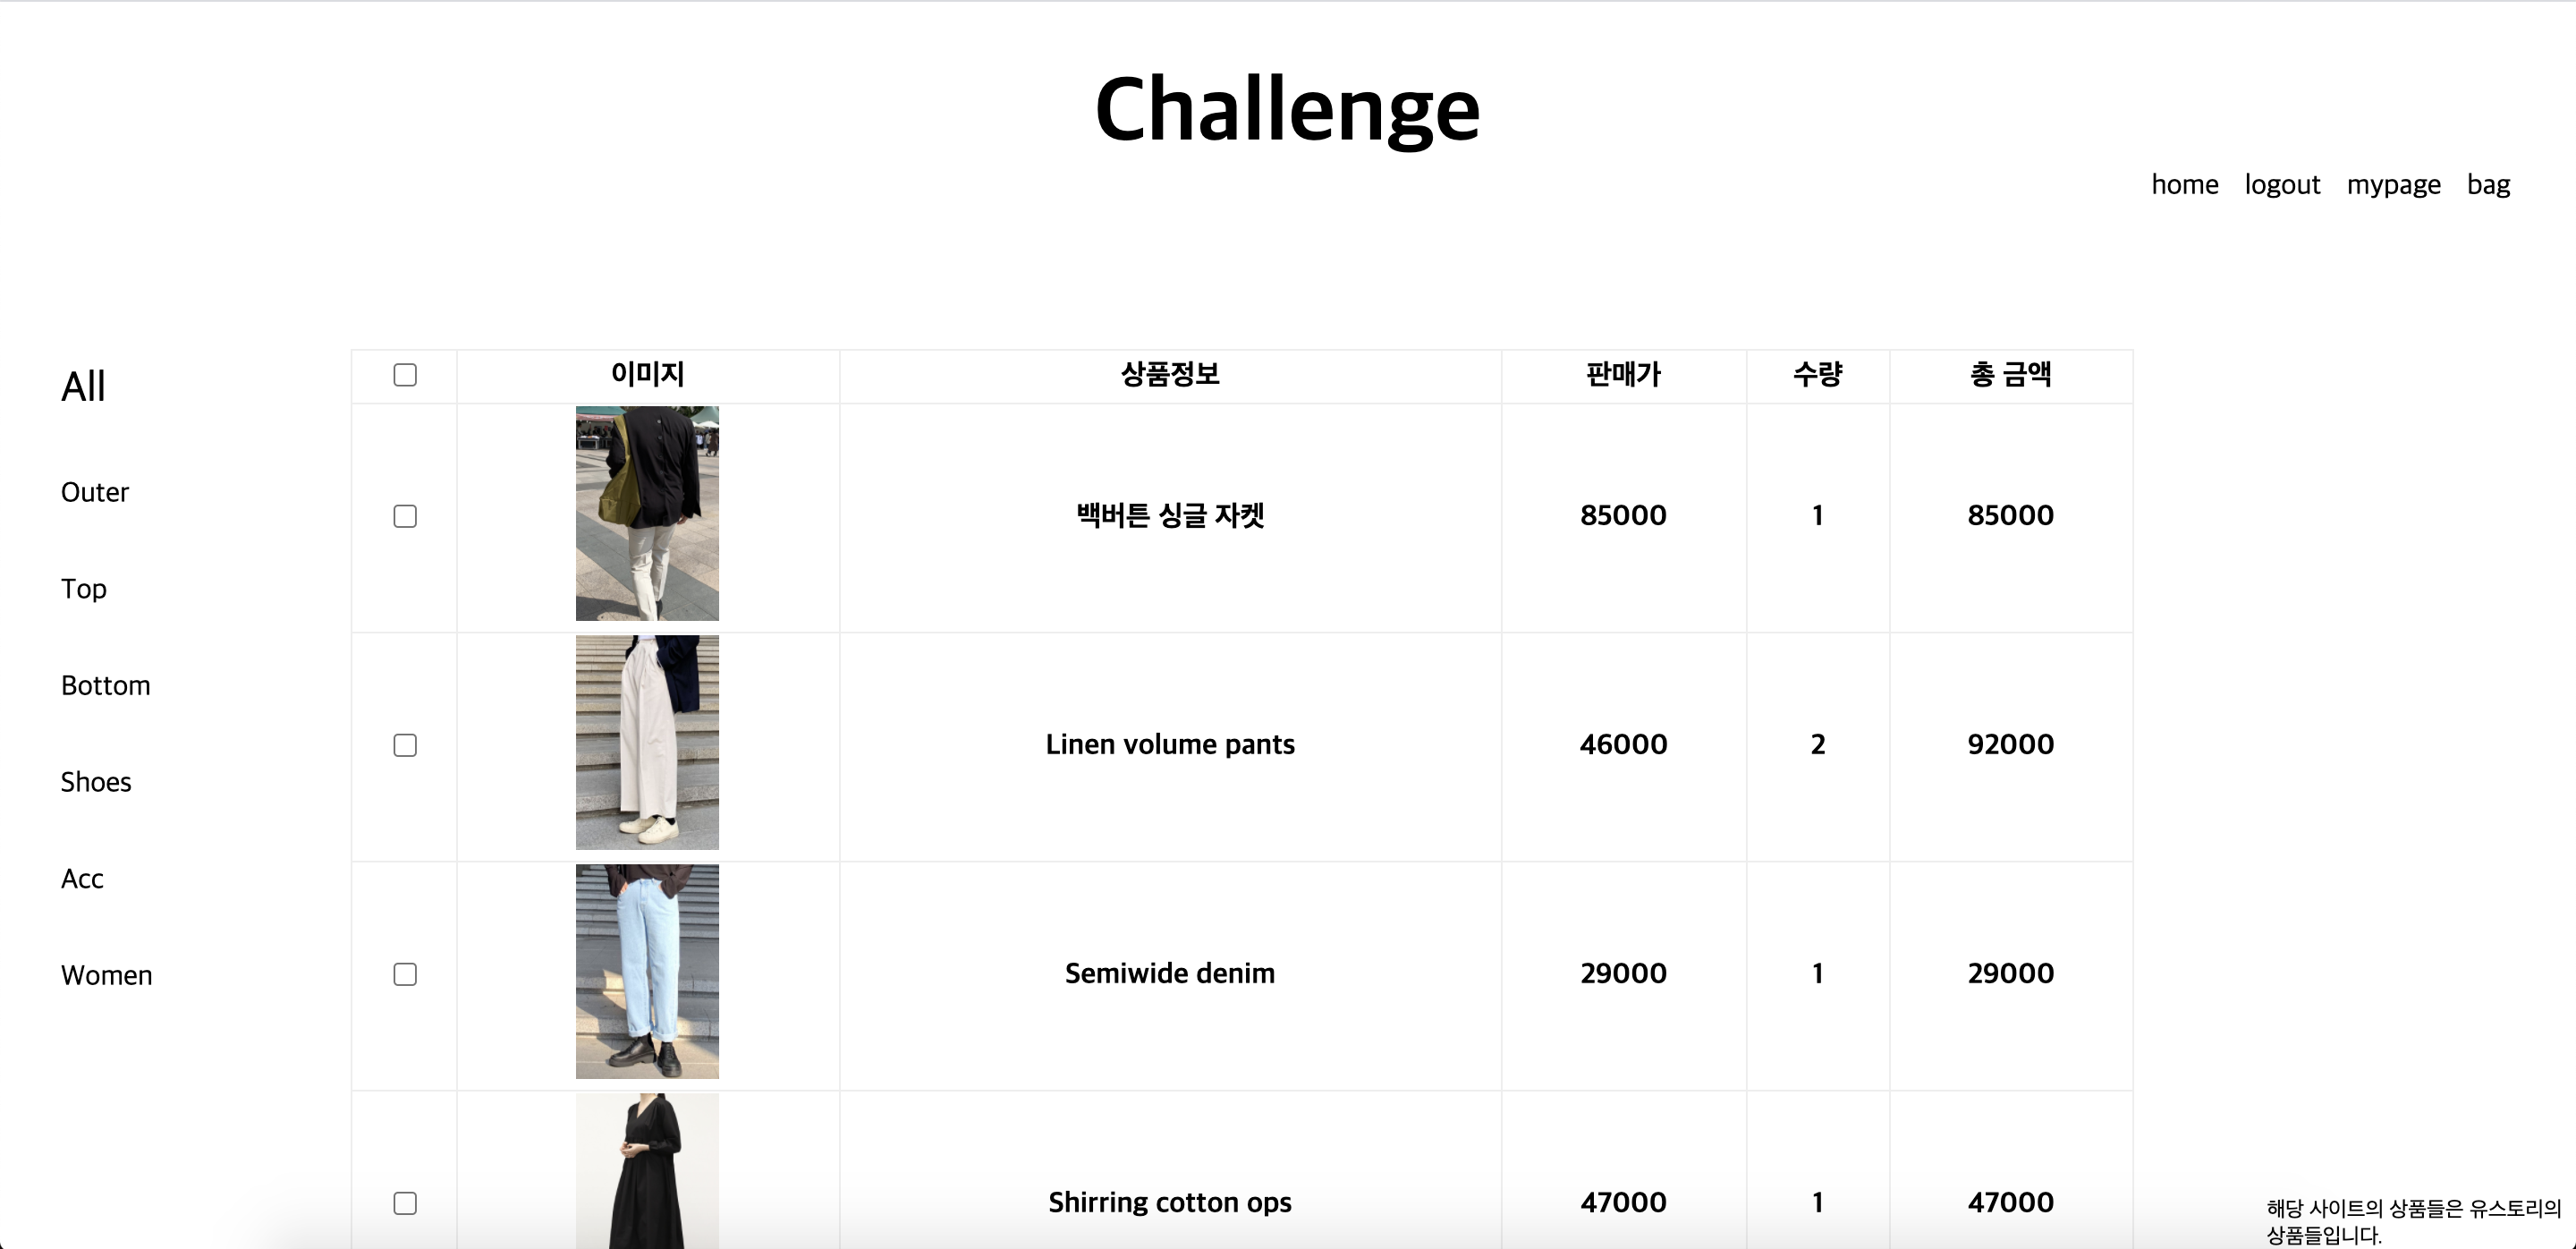 Challenge
home logout mypage bag
All
Outer
Top
Bottom
Shoes
Acc
Women
이미지 상품정보 판매가 수량 총 금액
백버튼 싱글 자켓 85000 1 85000
Linen volume pants 46000 2 92000
Semiwide denim 29000 1 29000
Shirring cotton ops 47000 1 47000
해당 사이트의 상품들은 유스토리의
상품들입니다.